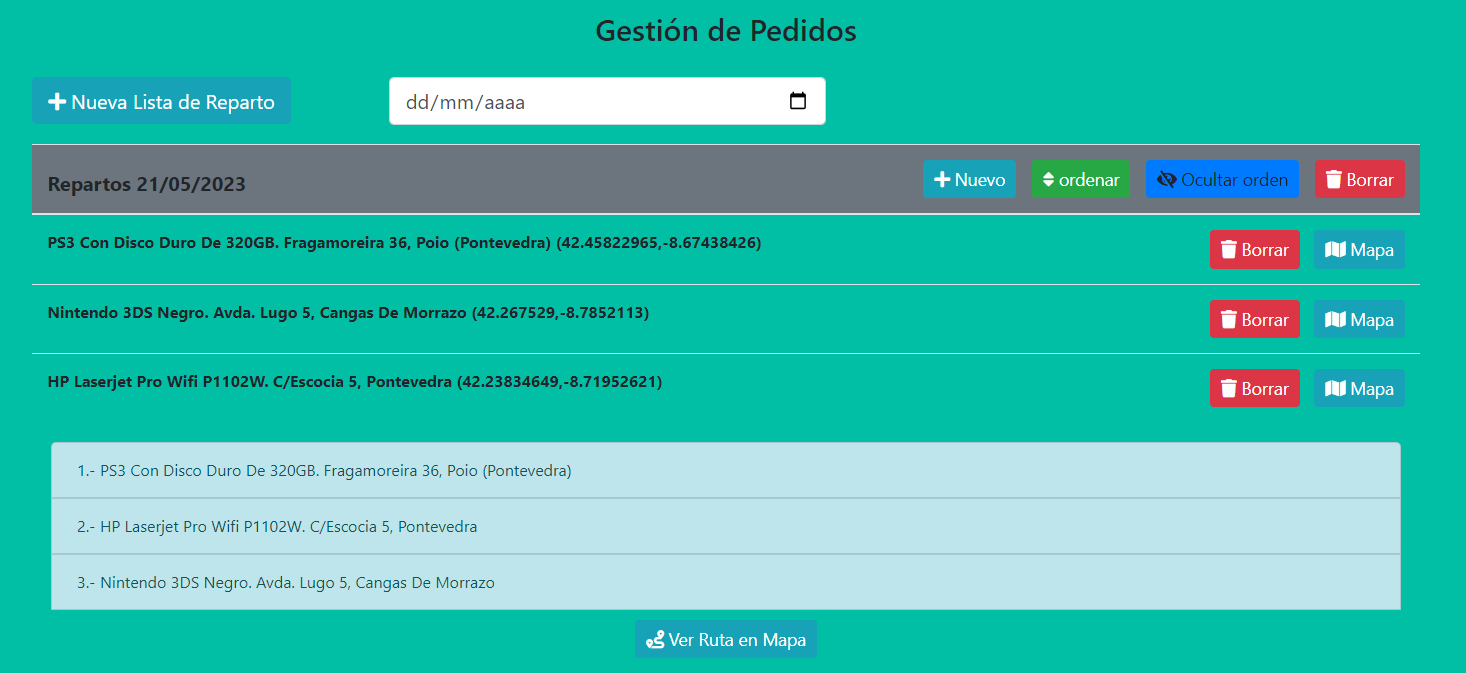 Gestión de Pedidos
Nueva Lista de Reparto
dd/mm/aaaa
Repartos 21/05/2023
Nuevo
ordenar
Ocultar orden
Borrar
PS3 Con Disco Duro De 320GB. Fragamoreira 36, Poio (Pontevedra) (42.45822965,-8.67438426)
Borrar
Mapa
Nintendo 3DS Negro. Avda. Lugo 5, Cangas De Morrazo (42.267529,-8.7852113)
Borrar
Mapa
HP Laserjet Pro Wifi P1102W. C/Escocia 5, Pontevedra (42.23834649,-8.71952621)
Borrar
Mapa
1.- PS3 Con Disco Duro De 320GB. Fragamoreira 36, Poio (Pontevedra)
2.- HP Laserjet Pro Wifi P1102W. C/Escocia 5, Pontevedra
3.- Nintendo 3DS Negro. Avda. Lugo 5, Cangas De Morrazo
Ver Ruta en Mapa